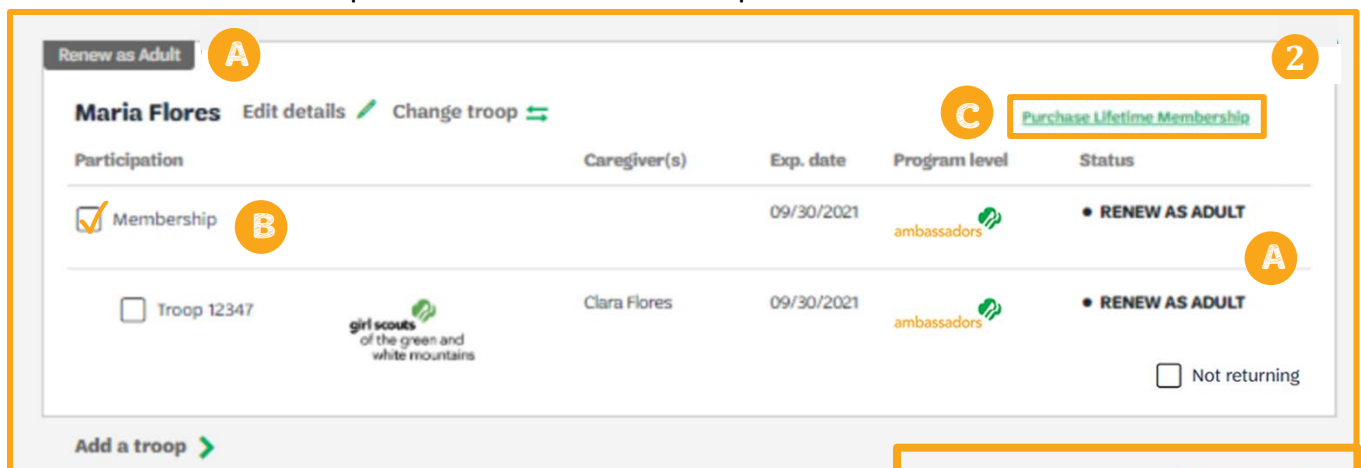 Renew as Adult A 2
Maria Flores Edit details Change troop C Purchase Lifetime Membership
Participation Caregiver(s) Exp. date Program level Status
Membership B 09/30/2021 ambassadors • RENEW AS ADULT
A
Troop 12347 girl scouts Clara Flores 09/30/2021 ambassadors • RENEW AS ADULT
of the green and
white mountains
Not returning
Add a troop